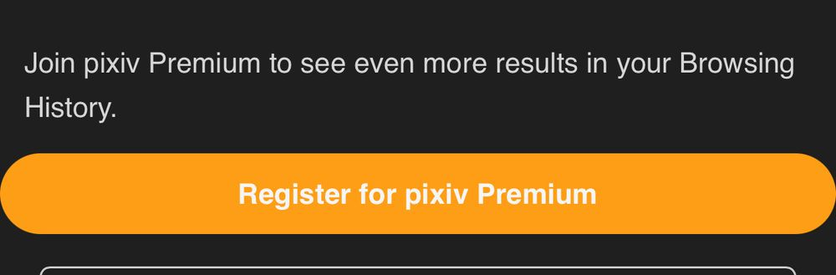 Join pixiv Premium to see even more results in your Browsing
History.
Register for pixiv Premium